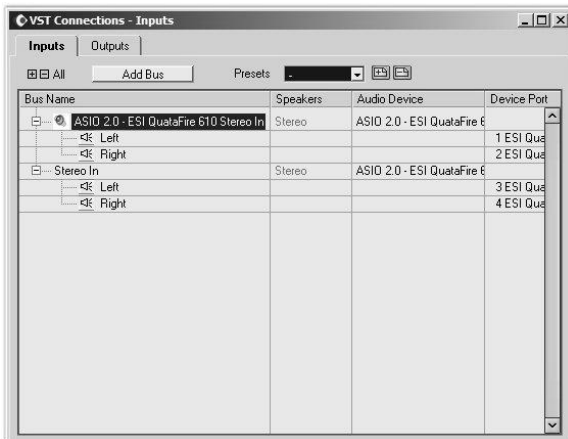 VST Connections - Inputs
Inputs Outputs
All Add Bus Presets -
Bus Name Speakers Audio Device Device Port
ASIO 2.0 - ESI QuataFire 610 Stereo In Stereo ASIO 2.0 - ESI QuataFire 6
Left 1 ESI Qua
Right 2 ESI Qua
Stereo In Stereo ASIO 2.0 - ESI QuataFire 6
Left 3 ESI Qua
Right 4 ESI Qua